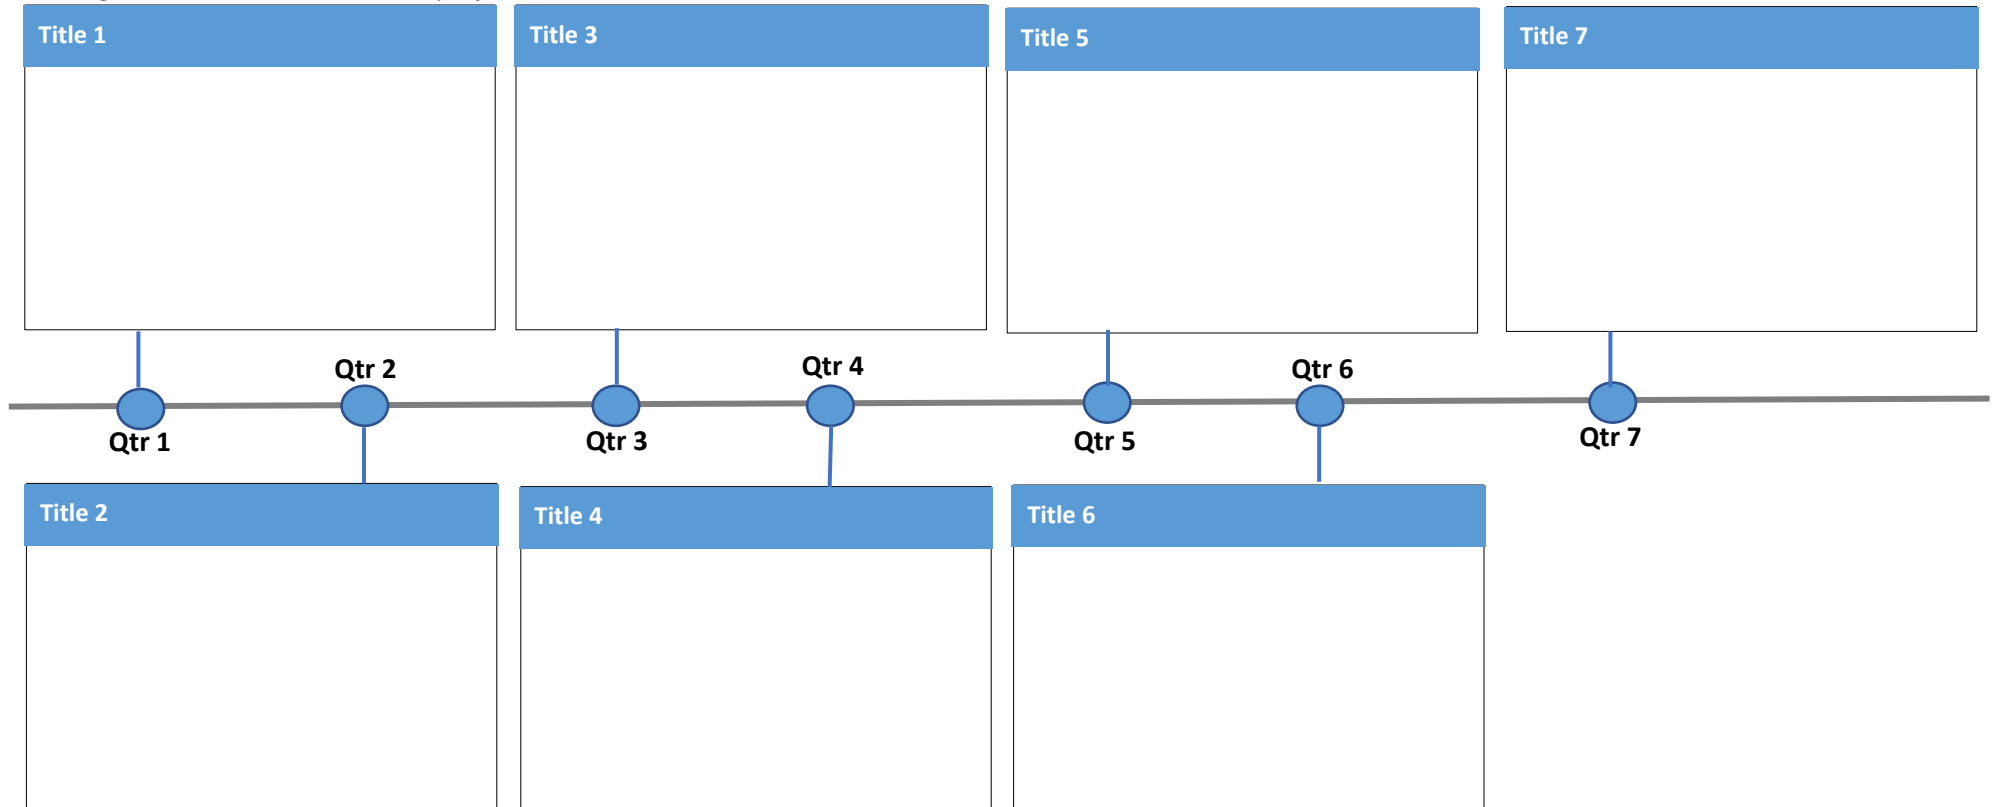 Title 1
Title 3
Title 5
Title 7
Qtr 2
Qtr 4
Qtr 6
Qtr 1
Qtr 3
Qtr 5
Qtr 7
Title 2
Title 4
Title 6